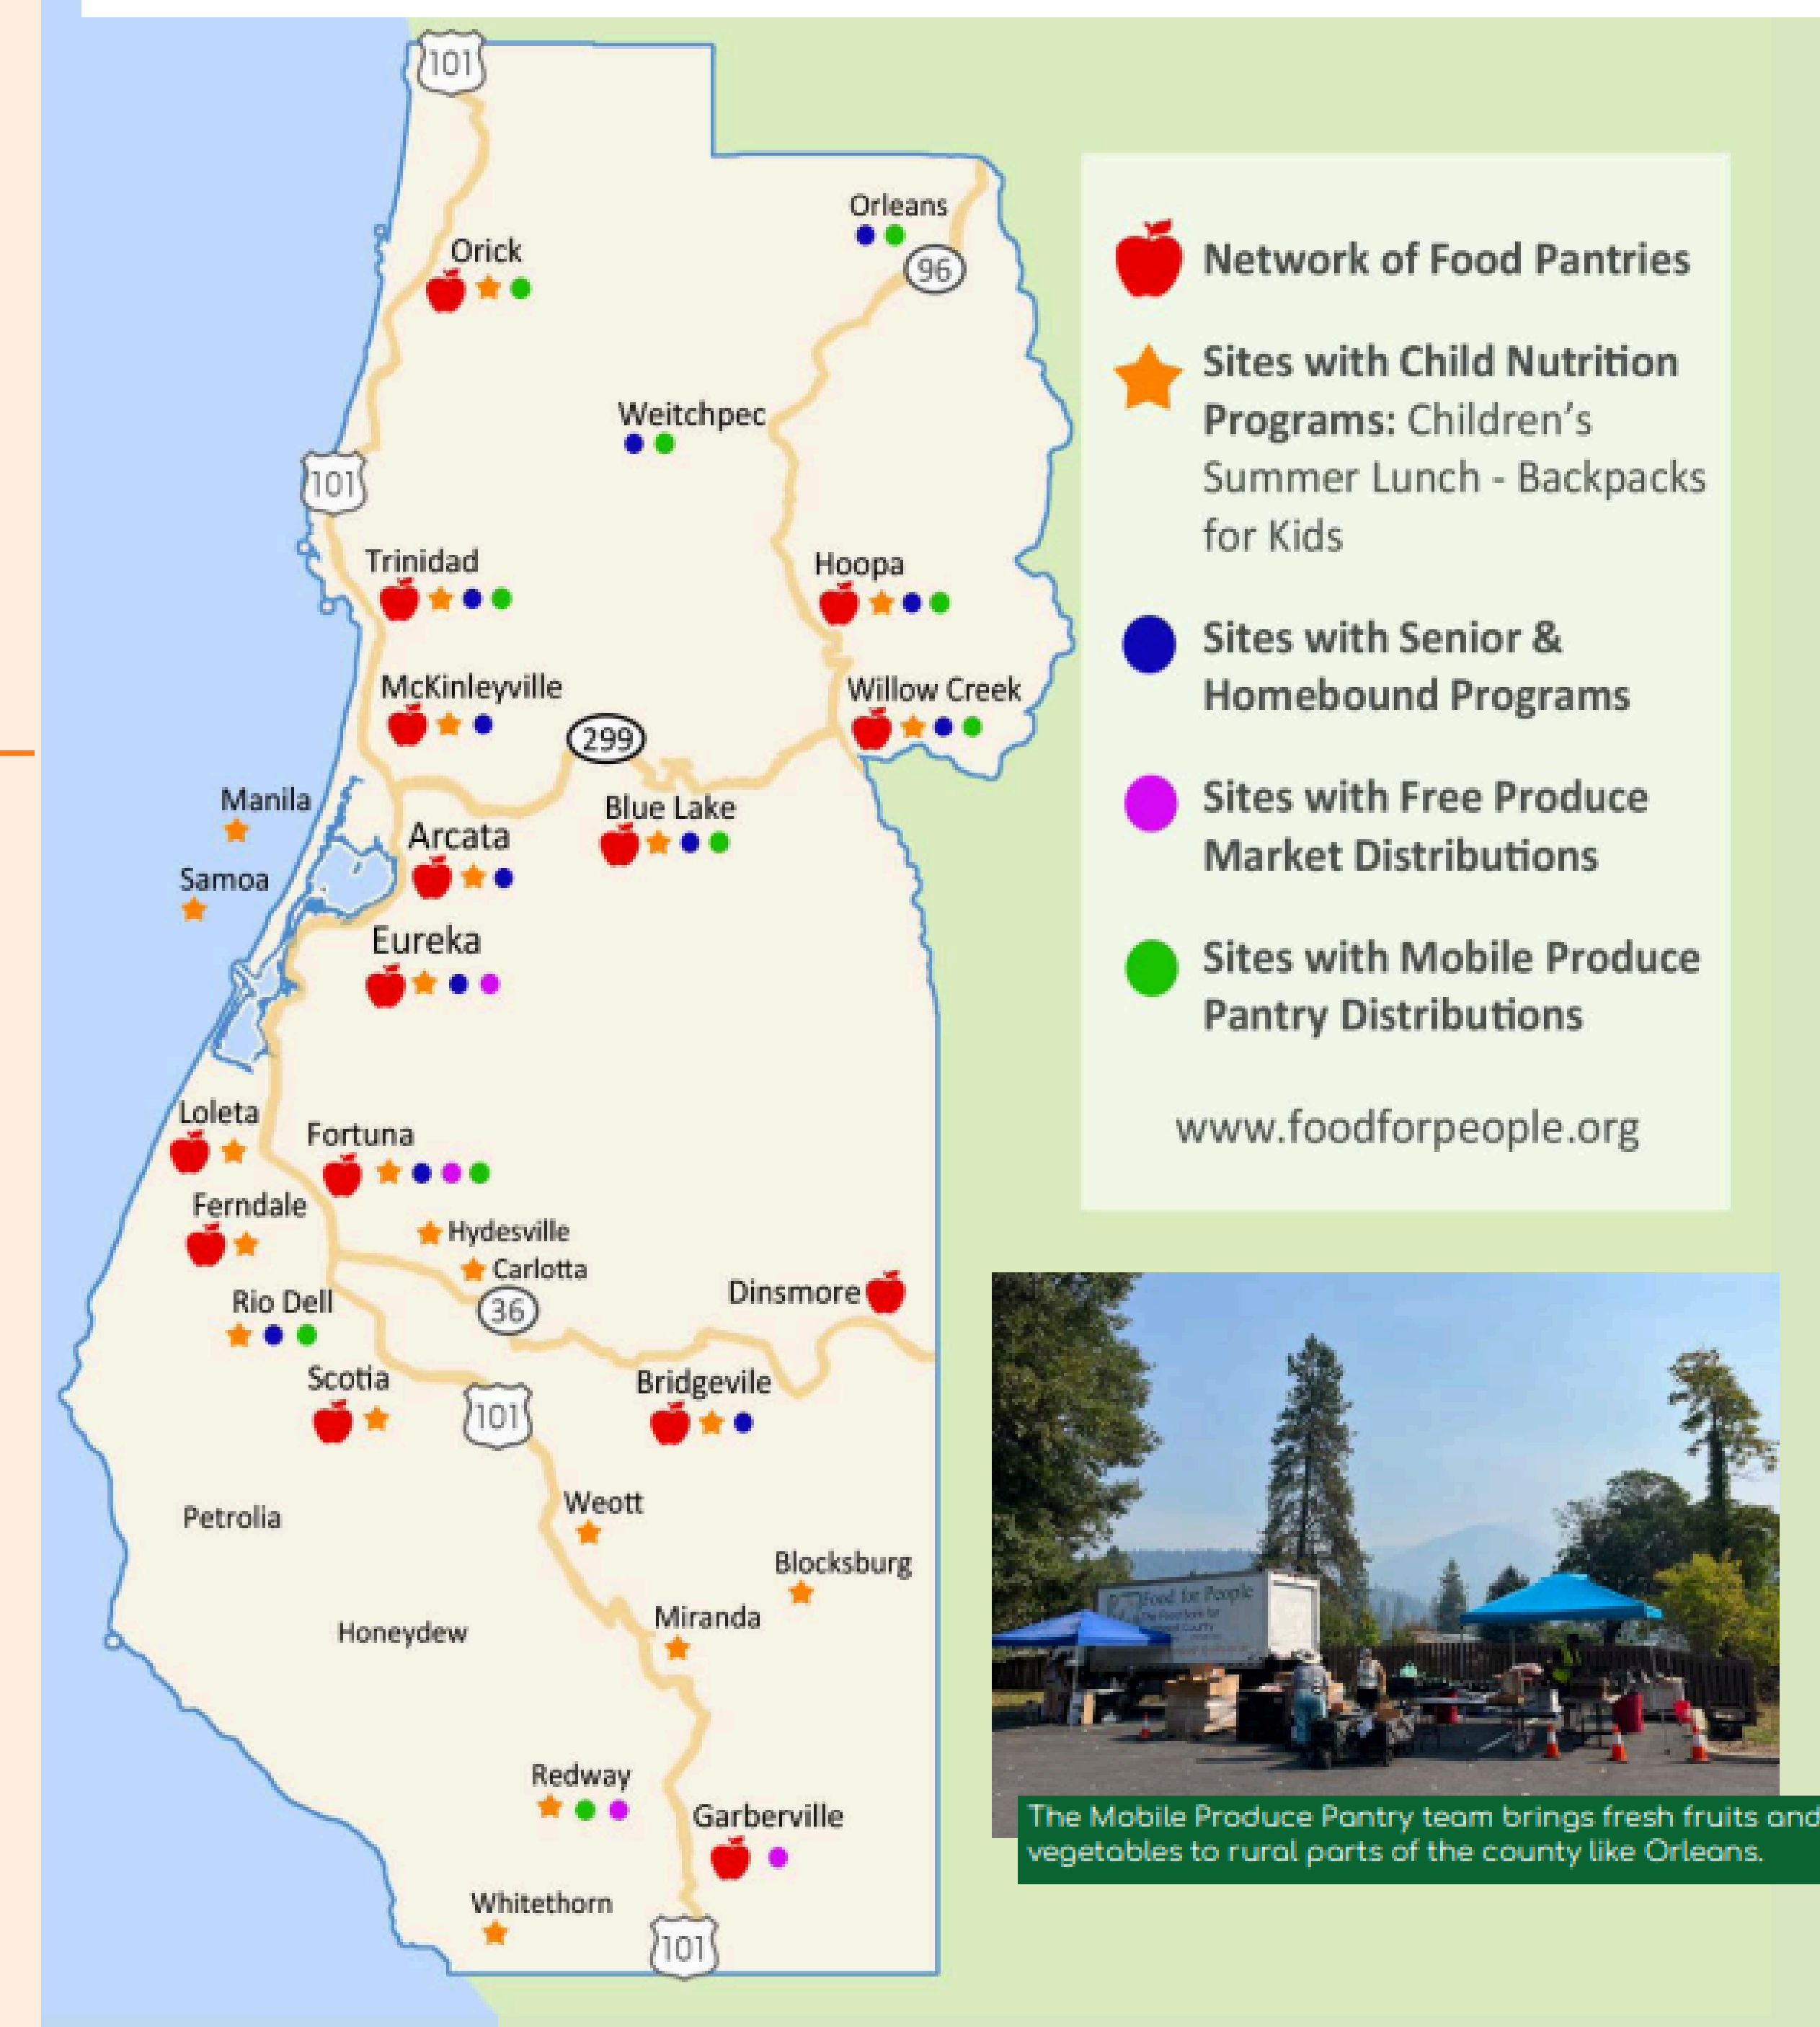 101
Orleans
96
Orick
Weitchpec
101
Trinidad
Hoopa
McKinleyville
Willow Creek
299
Manila
Blue Lake
Arcata
Samoa
Eureka
Loleta
Fortuna
Ferndale
Hydesville
Carlotta
Dinsmore
36
Rio Dell
Scotia
Bridgevile
101
Petrolia
Weott
Blocksburg
Honeydew
Miranda
Redway
Garberville
Whitethorn
101
Network of Food Pantries
Sites with Child Nutrition
Programs: Children’s
Summer Lunch - Backpacks
for Kids
Sites with Senior &
Homebound Programs
Sites with Free Produce
Market Distributions
Sites with Mobile Produce
Pantry Distributions
www.foodforpeople.org
Food for People
The Food Bank for
County
The Mobile Produce Pantry team brings fresh fruits and
vegetables to rural parts of the county like Orleans.